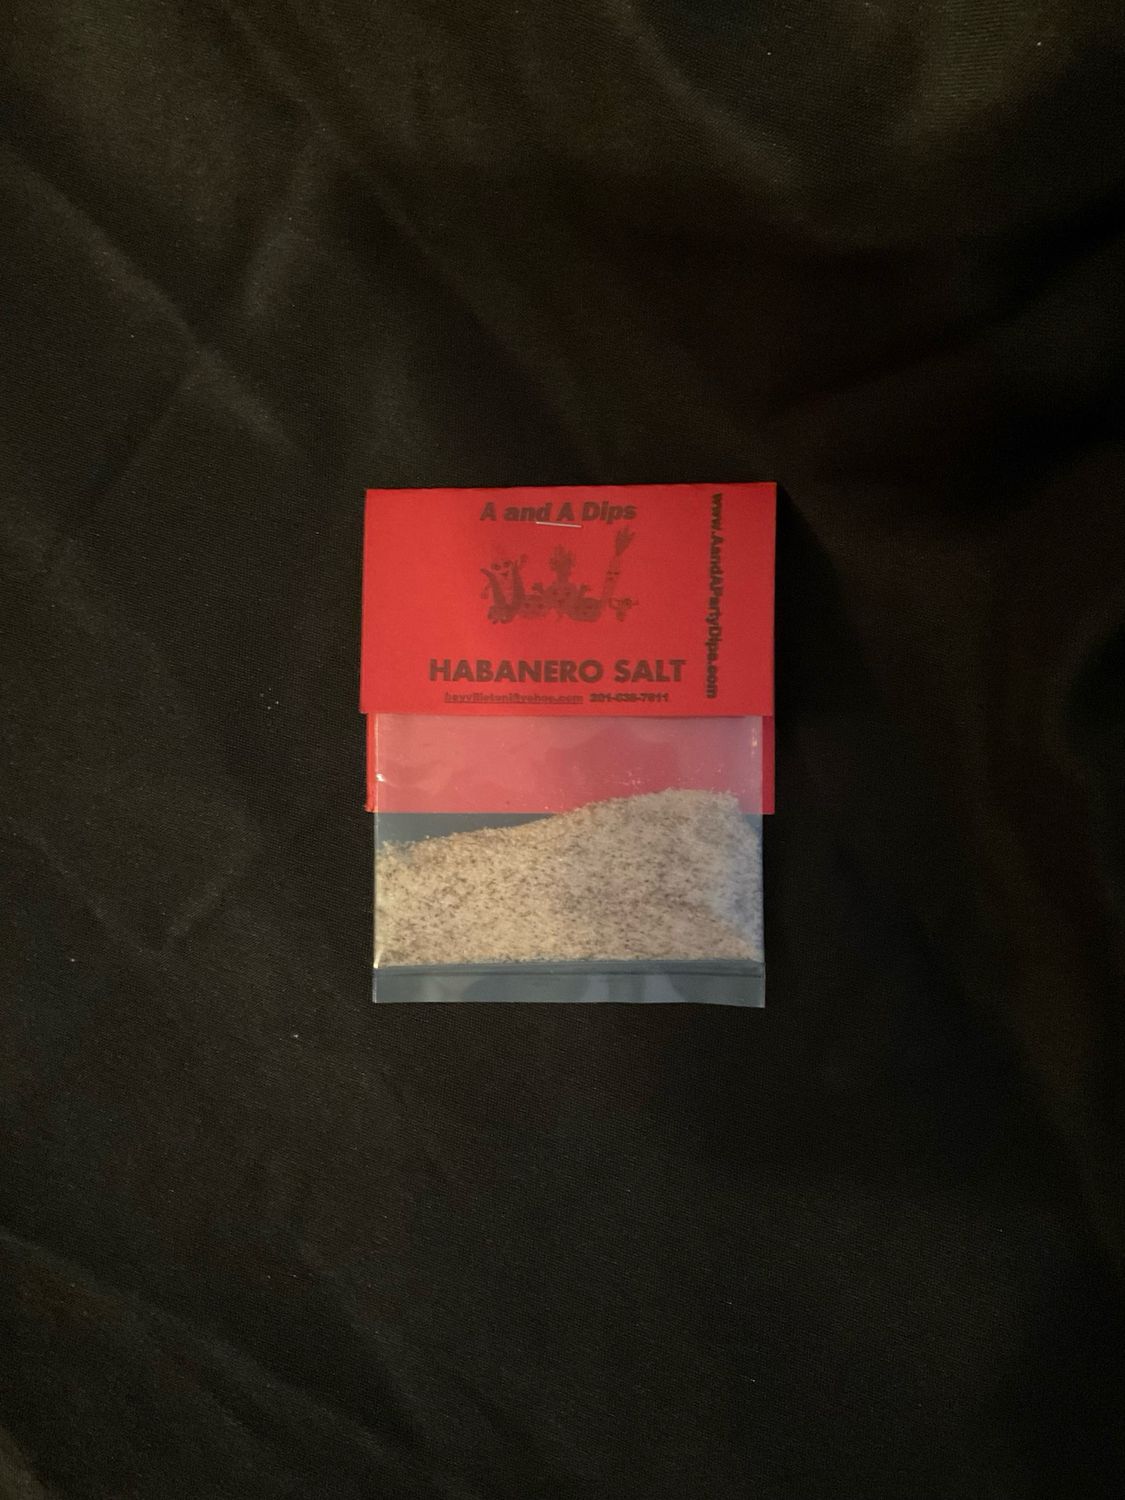 A and A Dips
HABANERO SALT
www.AandAPartyDips.com